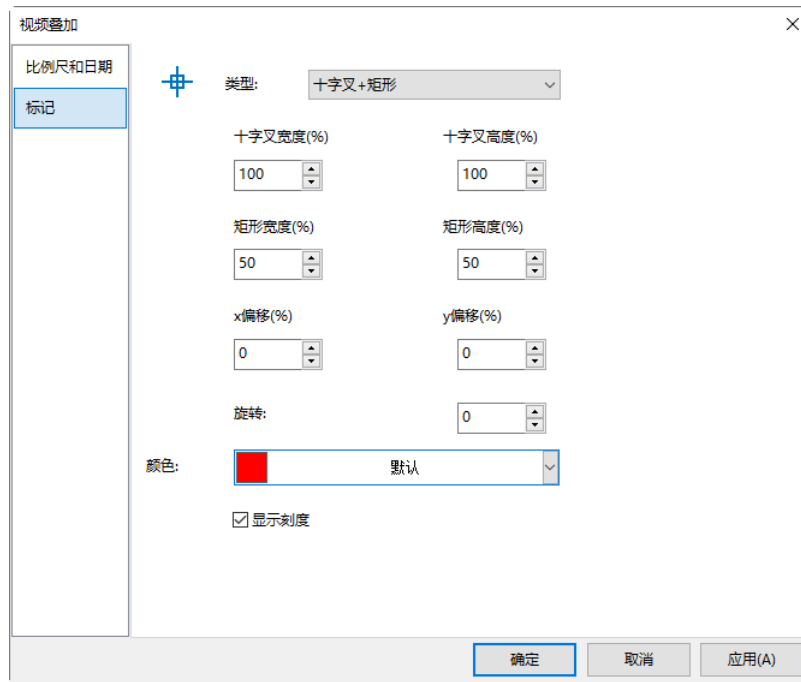 视频叠加
比例尺和日期
标记
类型: 十字叉+矩形
十字叉宽度(%) 十字叉高度(%)
100 100
矩形宽度(%) 矩形高度(%)
50 50
x偏移(%) y偏移(%)
0 0
旋转: 0
颜色: 默认
显示刻度
确定 取消 应用(A)